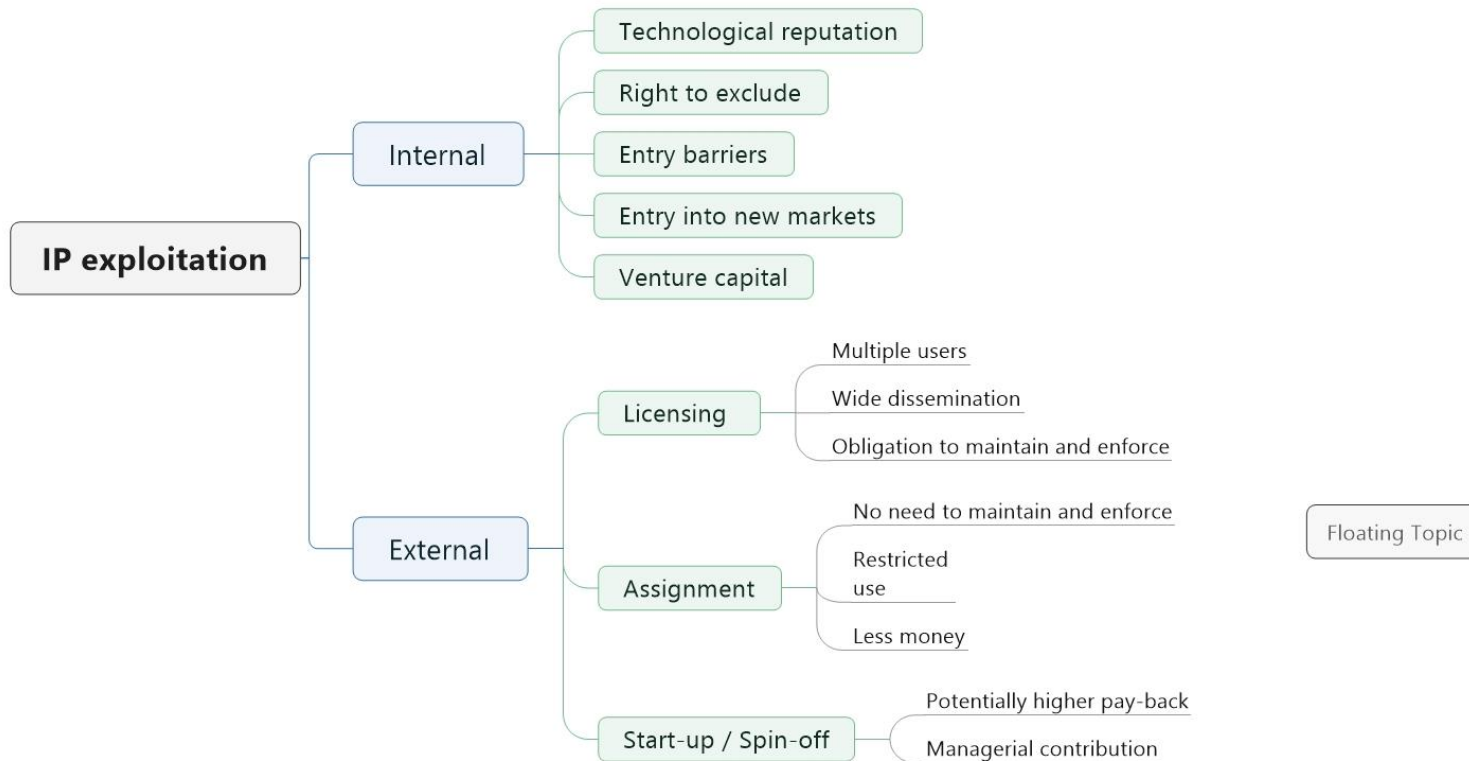 IP exploitation
Internal
Technological reputation
Right to exclude
Entry barriers
Entry into new markets
Venture capital
External
Licensing
Multiple users
Wide dissemination
Obligation to maintain and enforce
Assignment
No need to maintain and enforce
Restricted
use
Less money
Start-up / Spin-off
Potentially higher pay-back
Managerial contribution
Floating Topic